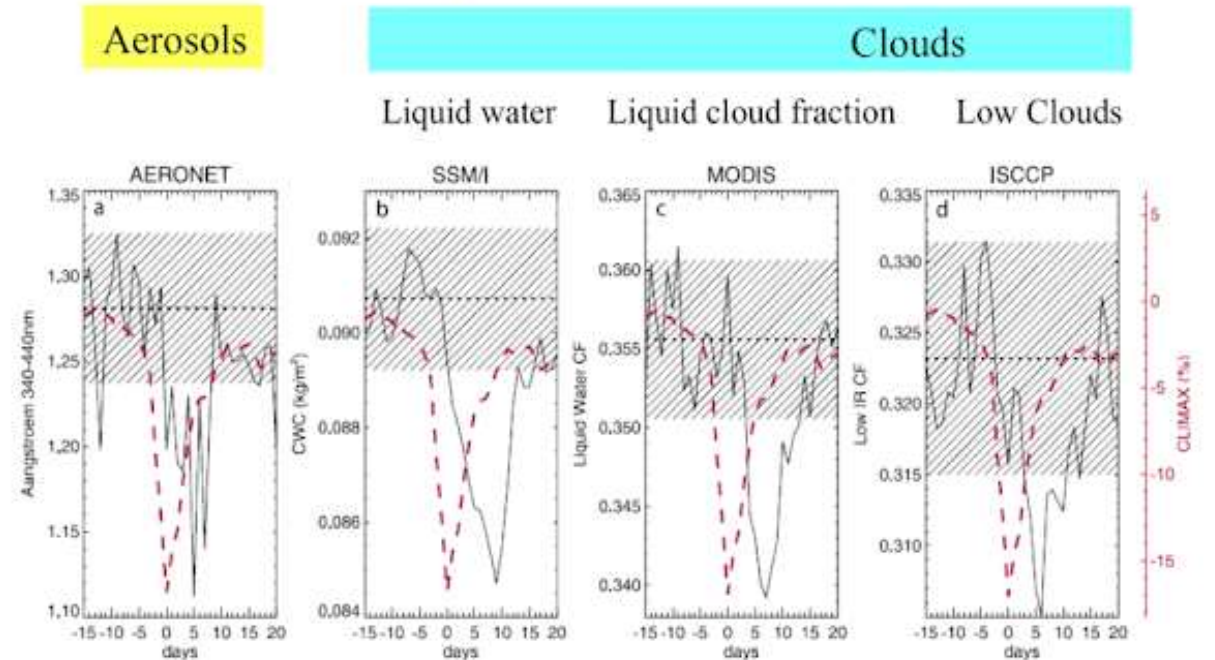 Aerosols
Clouds
Liquid water
Liquid cloud fraction
Low Clouds
AERONET
SSM/I
MODIS
ISCCP
a
1,35
1,30
1,25
1,20
1,15
1,10
Aangstroem 340-440nm
-15 -10 -5 0 5 10 15 20
days
b
0.092
0.090
0.088
0.086
0.084
CWC (kg/m²)
-15 -10 -5 0 5 10 15 20
days
c
0.365
0.360
0.355
0.350
0.345
0.340
Liquid Water CF
-15 -10 -5 0 5 10 15 20
days
d
0.335
0.330
0.325
0.320
0.315
0.310
Low IR CF
-15 -10 -5 0 5 10 15 20
days
5
0
-5
-10
-15
CLIMAX (%)